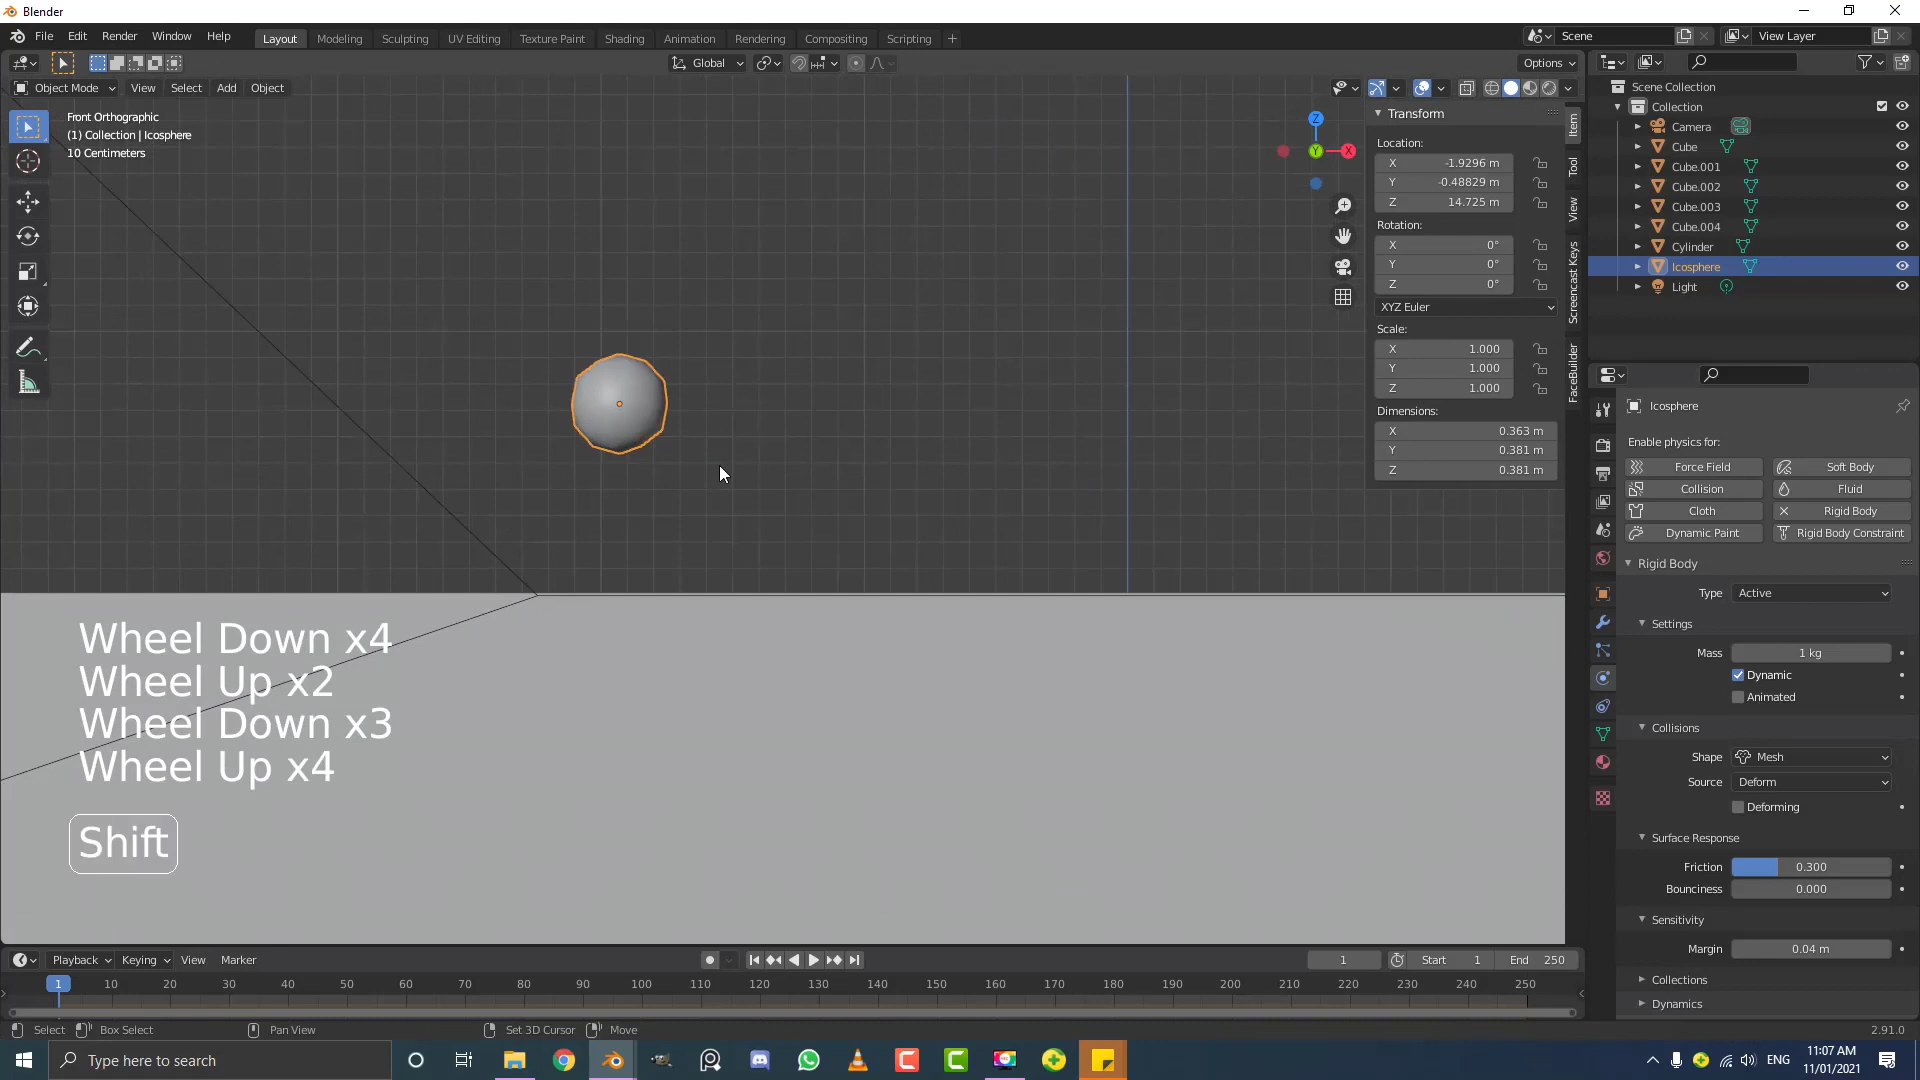 Blender
File Edit Render Window Help
Layout Modeling Sculpting UV Editing Texture Paint Shading Animation Rendering Compositing Scripting +
Scene View Layer
Global Options
Object Mode View Select Add Object
Front Orthographic
(1) Collection | Icosphere
10 Centimeters
Z
Y
X
Transform
Location:
X -1.9296 m
Y -0.48829 m
Z 14.725 m
Rotation:
X 0°
Y 0°
Z 0°
XYZ Euler
Scale:
X 1.000
Y 1.000
Z 1.000
Dimensions:
X 0.363 m
Y 0.381 m
Z 0.381 m
Item
Tool
View
Screencast Keys
FaceBuilder
Scene Collection
Collection
Camera
Cube
Cube.001
Cube.002
Cube.003
Cube.004
Cylinder
Icosphere
Light
Icosphere
Enable physics for:
Force Field Soft Body
Collision Fluid
Cloth Rigid Body
Dynamic Paint Rigid Body Constraint
Rigid Body
Type Active
Settings
Mass 1 kg
Dynamic
Animated
Collisions
Shape Mesh
Source Deform
Deforming
Surface Response
Friction 0.300
Bounciness 0.000
Sensitivity
Margin 0.04 m
Collections
Dynamics
Wheel Down x4
Wheel Up x2
Wheel Down x3
Wheel Up x4
Shift
Playback Keying View Marker 1 Start 1 End 250
1 10 20 30 40 50 60 70 80 90 100 110 120 130 140 150 160 170 180 190 200 210 220 230 240 250
Select Box Select Pan View Set 3D Cursor Move 2.91.0
Type here to search
ENG
11:07 AM
11/01/2021